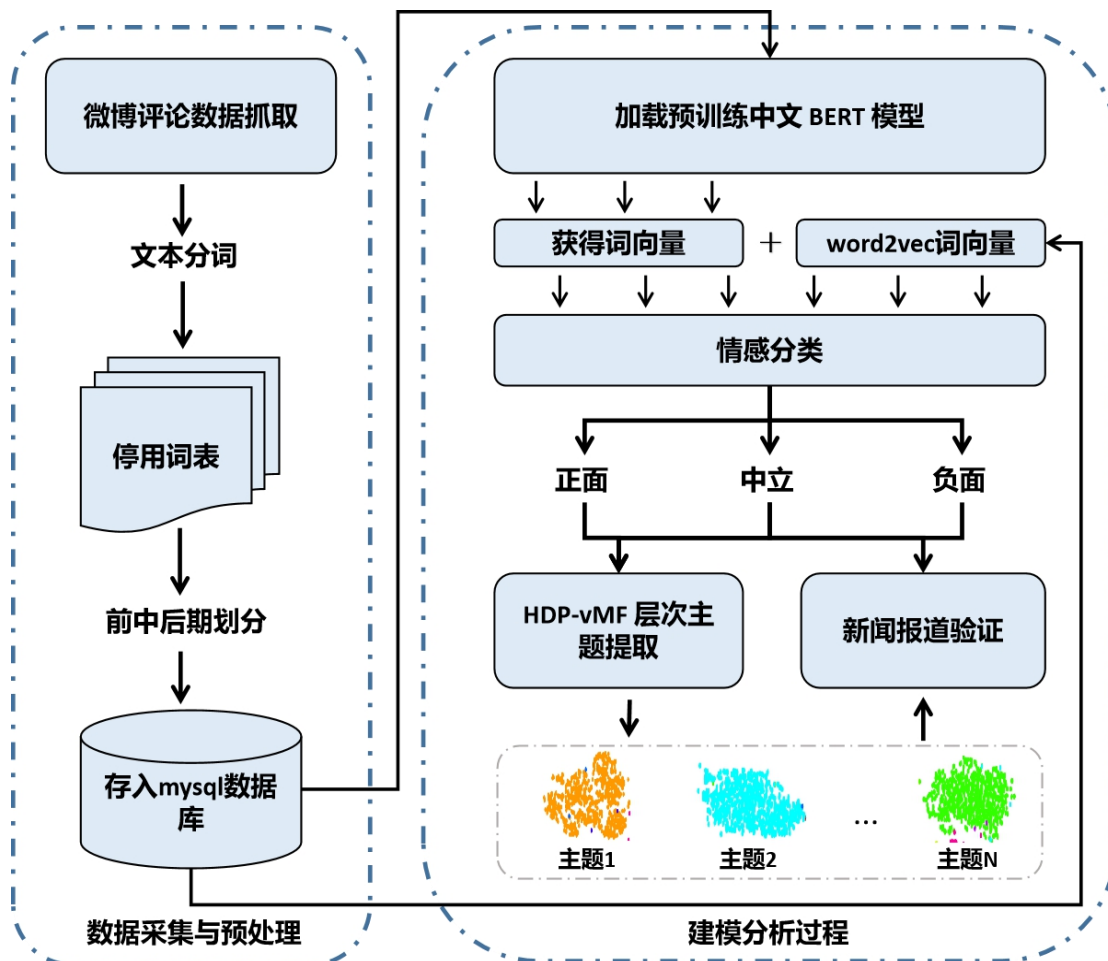 微博评论数据抓取
文本分词
停用词表
前中后期划分
存入mysql数据
库
数据采集与预处理
加载预训练中文 BERT 模型
获得词向量
+
word2vec词向量
情感分类
正面
中立
负面
HDP-vMF 层次主
题提取
新闻报道验证
主题1
主题2
...
主题N
建模分析过程